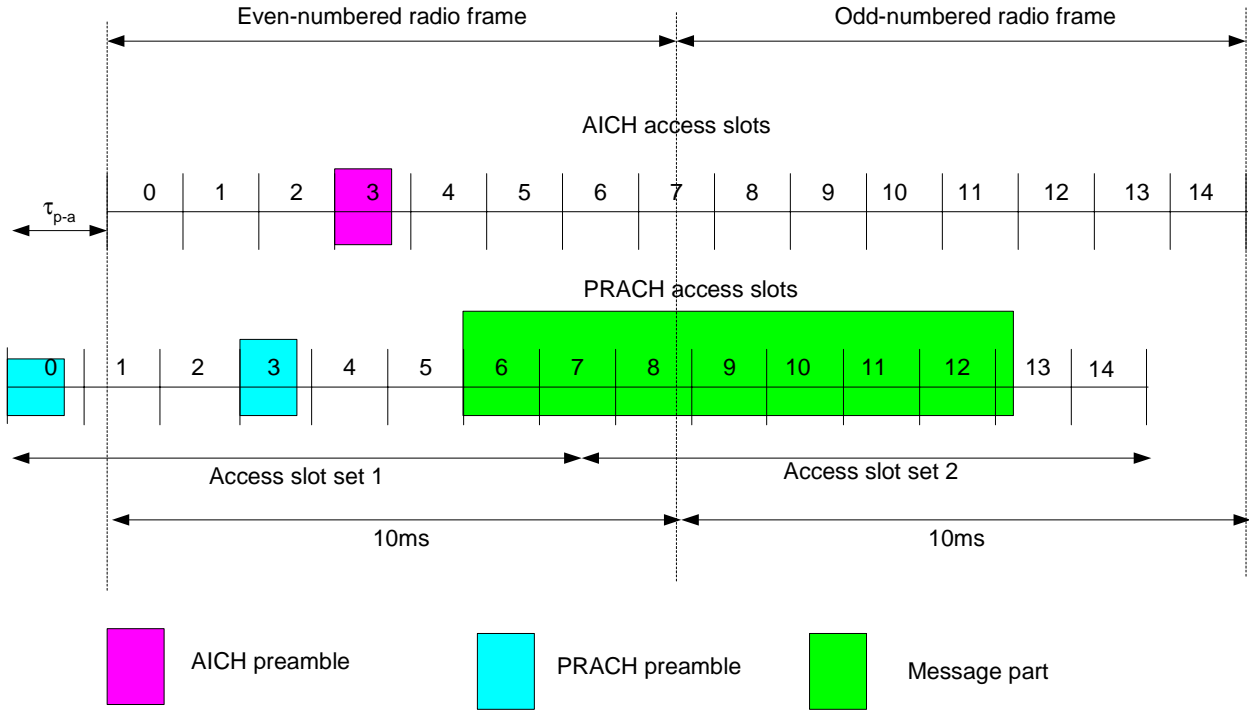 Even-numbered radio frame Odd-numbered radio frame
AICH access slots
0 1 2 3 4 5 6 7 8 9 10 11 12 13 14
τp-a
PRACH access slots
0 1 2 3 4 5 6 7 8 9 10 11 12 13 14
Access slot set 1 Access slot set 2
10ms 10ms
AICH preamble PRACH preamble Message part